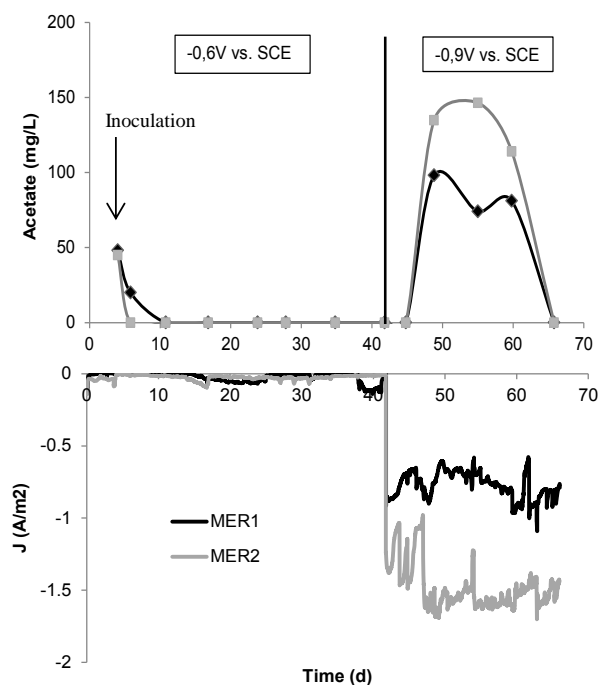 200
-0,6V vs. SCE
-0,9V vs. SCE
150
Inoculation
100
50
0
Acetate (mg/L)
0 10 20 30 40 50 60 70
0
0 10 20 30 40 50 60 70
-0.5
-1
-1.5
-2
J (A/m2)
MER1
MER2
Time (d)